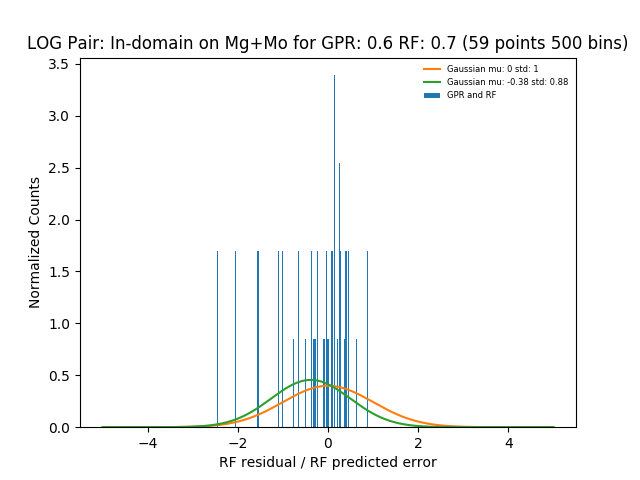 LOG Pair: In-domain on Mg+Mo for GPR: 0.6 RF: 0.7 (59 points 500 bins)
Gaussian mu: 0 std: 1
Gaussian mu: -0.38 std: 0.88
GPR and RF
Normalized Counts
3.5
3.0
2.5
2.0
1.5
1.0
0.5
0.0
−4 −2 0 2 4
RF residual / RF predicted error